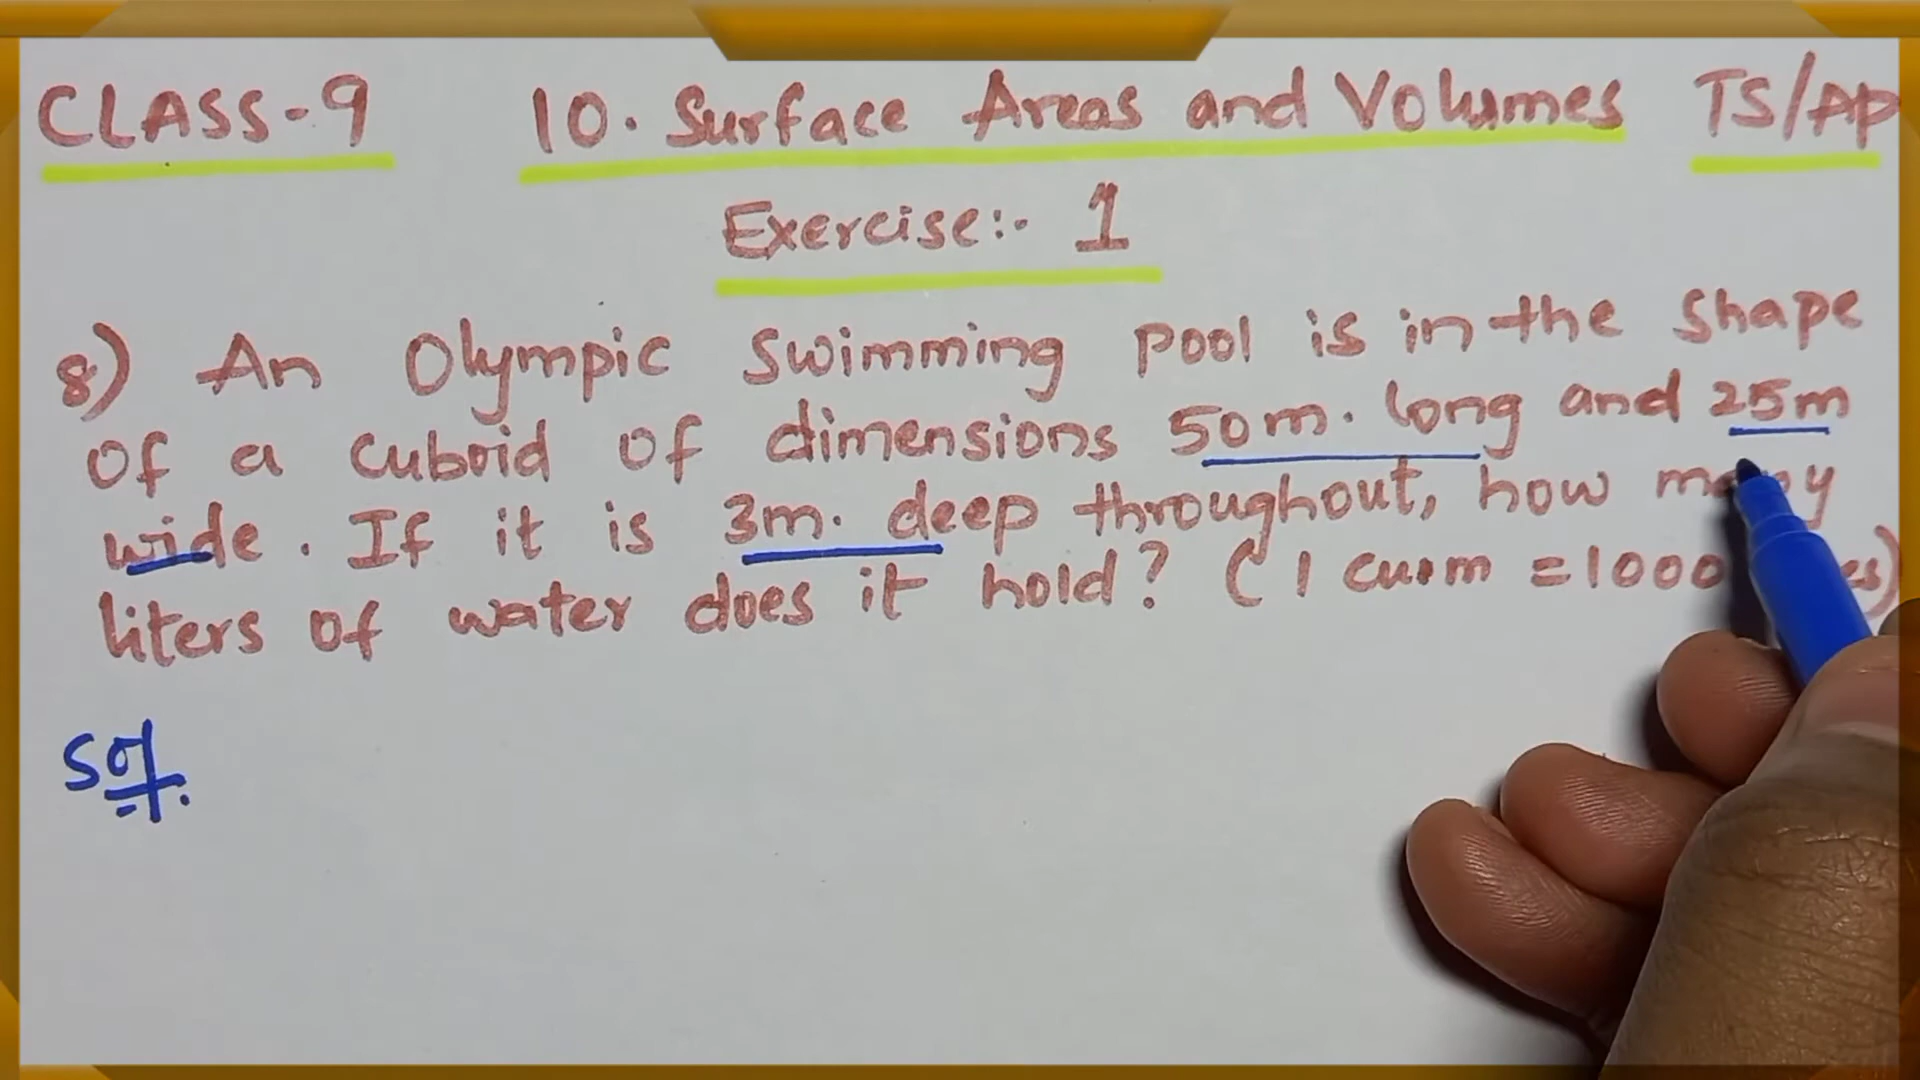 CLASS-9 10. Surface Areas and Volumes TS/AP
Exercise:- 1
8) An Olympic Swimming pool is in the shape
of a cuboid of dimensions 50m. long and 25m
wide. If it is 3m. deep throughout, how
liters of water does it hold? ( 1 cu.m = 1000
Sol.